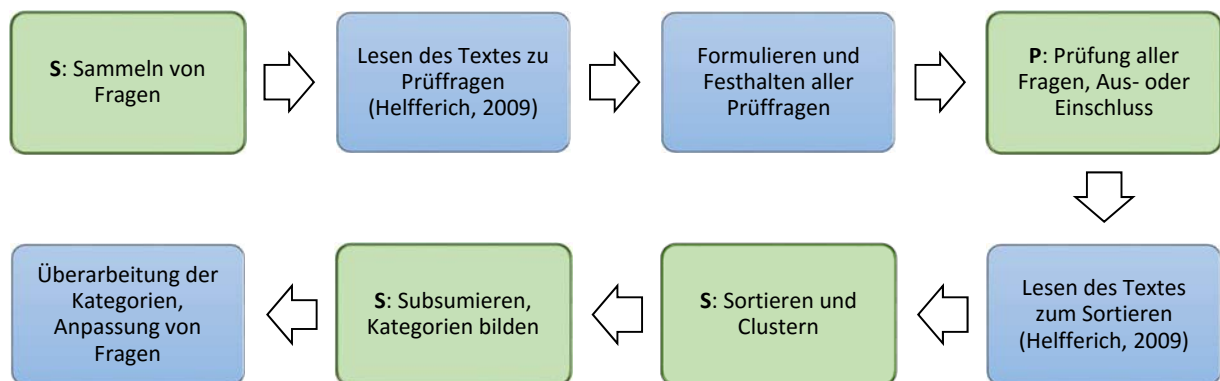 S: Sammeln von
Fragen
Lesen des Textes zu
Prüffragen
(Helfferich, 2009)
Formulieren und
Festhalten aller
Prüffragen
P: Prüfung aller
Fragen, Aus- oder
Einschluss
Lesen des Textes
zum Sortieren
(Helfferich, 2009)
S: Sortieren und
Clustern
S: Subsumieren,
Kategorien bilden
Überarbeitung der
Kategorien,
Anpassung von
Fragen